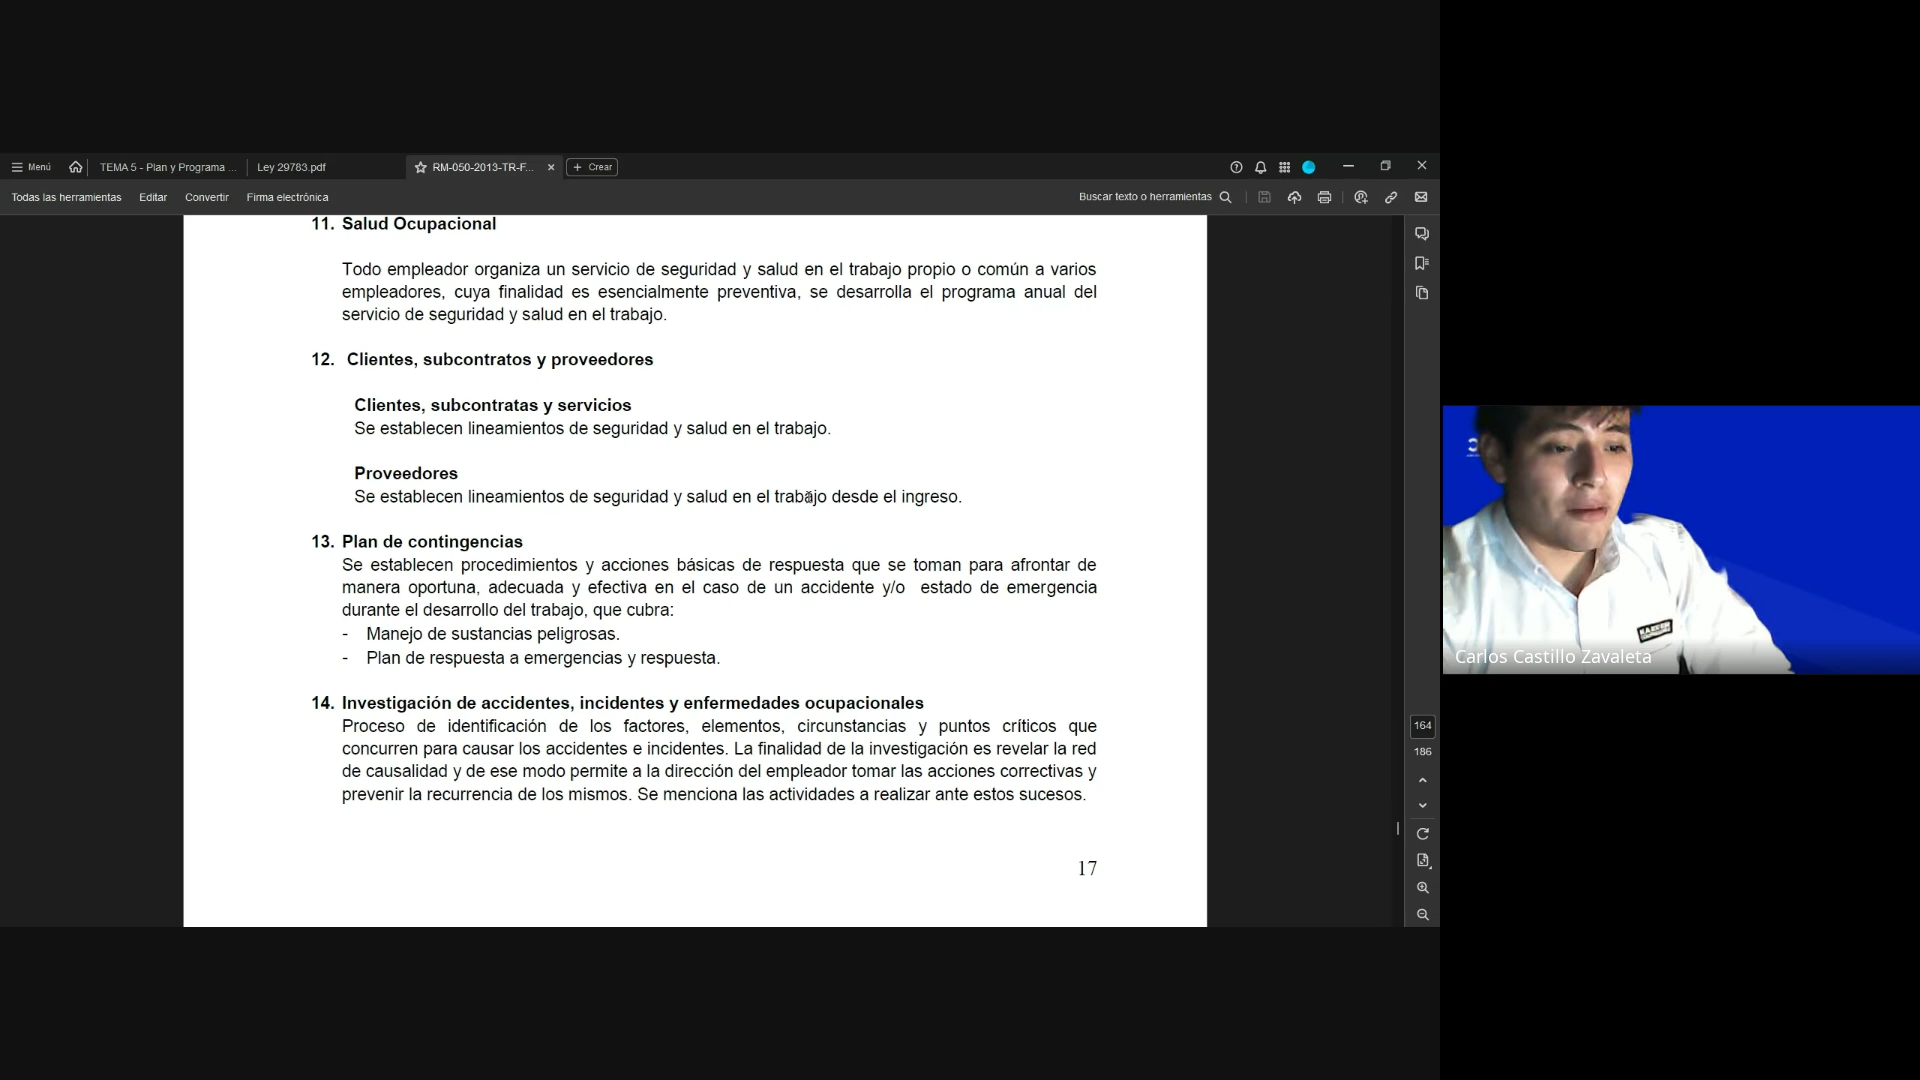 Menú
TEMA 5 - Plan y Programa ...
Ley 29783.pdf
RM-050-2013-TR-F...
Crear
Todas las herramientas
Editar
Convertir
Firma electrónica
Buscar texto o herramientas
11. Salud Ocupacional
Todo empleador organiza un servicio de seguridad y salud en el trabajo propio o común a varios
empleadores, cuya finalidad es esencialmente preventiva, se desarrolla el programa anual del
servicio de seguridad y salud en el trabajo.
12. Clientes, subcontratos y proveedores
Clientes, subcontratas y servicios
Se establecen lineamientos de seguridad y salud en el trabajo.
Proveedores
Se establecen lineamientos de seguridad y salud en el trabajo desde el ingreso.
13. Plan de contingencias
Se establecen procedimientos y acciones básicas de respuesta que se toman para afrontar de
manera oportuna, adecuada y efectiva en el caso de un accidente y/o estado de emergencia
durante el desarrollo del trabajo, que cubra:
- Manejo de sustancias peligrosas.
- Plan de respuesta a emergencias y respuesta.
14. Investigación de accidentes, incidentes y enfermedades ocupacionales
Proceso de identificación de los factores, elementos, circunstancias y puntos críticos que
concurren para causar los accidentes e incidentes. La finalidad de la investigación es revelar la red
de causalidad y de ese modo permite a la dirección del empleador tomar las acciones correctivas y
prevenir la recurrencia de los mismos. Se menciona las actividades a realizar ante estos sucesos.
17
164
186
Carlos Castillo Zavaleta